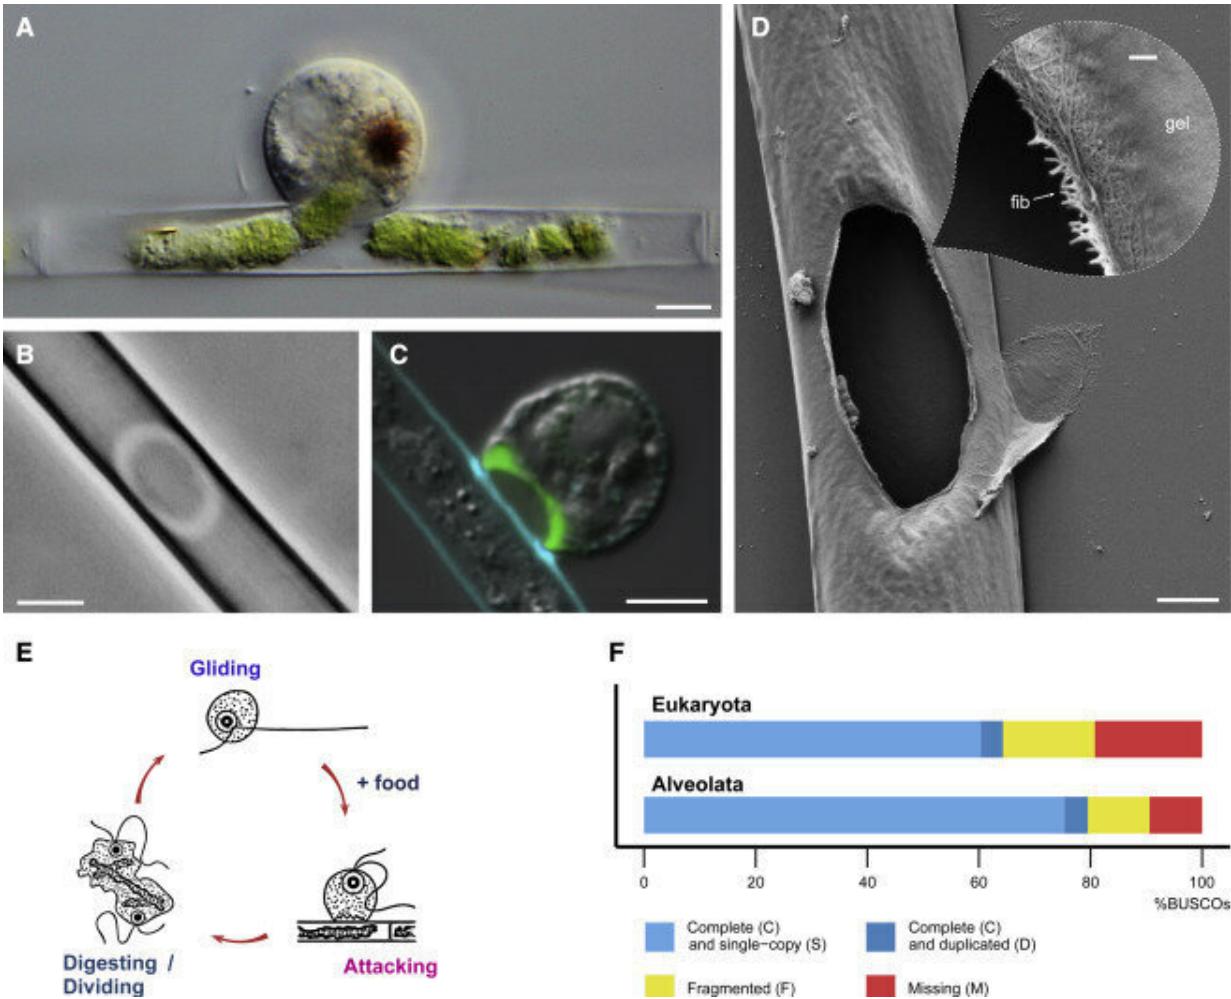 A
B
C
D
gel
fib
E
Gliding
+ food
Attacking
Digesting /
Dividing
F
Eukaryota
Alveolata
0 20 40 60 80 100
%BUSCOs
Complete (C)
and single−copy (S)
Complete (C)
and duplicated (D)
Fragmented (F)
Missing (M)